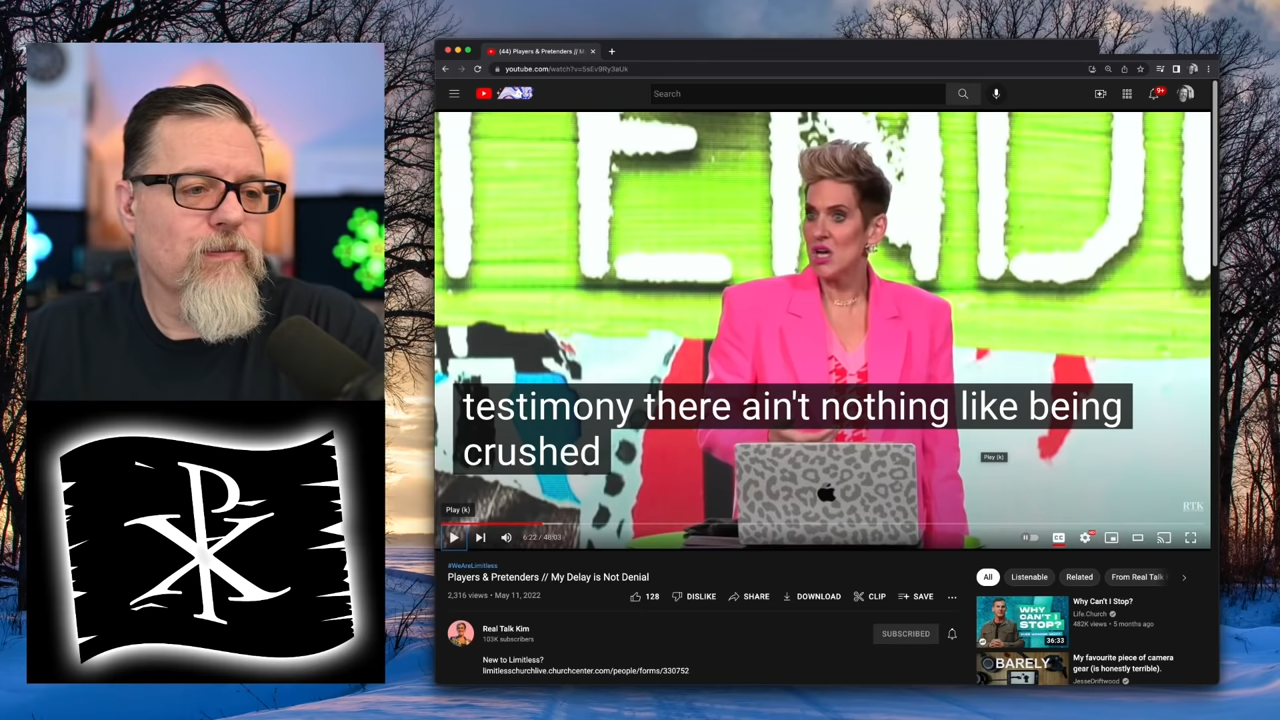 (44) Players & Pretenders // M
youtube.com/watch?v=5sEv9Ry3aUk
Search
9+
TENDE
testimony there ain't nothing like being
crushed
Play (k)
Play (k)
RTK
6:22 / 48:03
CC
#WeAreLimitless
Players & Pretenders // My Delay is Not Denial
2,316 views • May 11, 2022
128
DISLIKE
SHARE
DOWNLOAD
CLIP
SAVE
Real Talk Kim
103K subscribers
SUBSCRIBED
New to Limitless?
limitlesschurchlive.churchcenter.com/people/forms/330752
All
Listenable
Related
From Real Talk
WHY
CAN'T I
STOP?
36:33
Why Can't I Stop?
Life.Church
482K views • 5 months ago
BARELY
My favourite piece of camera
gear (is honestly terrible).
JesseDriftwood